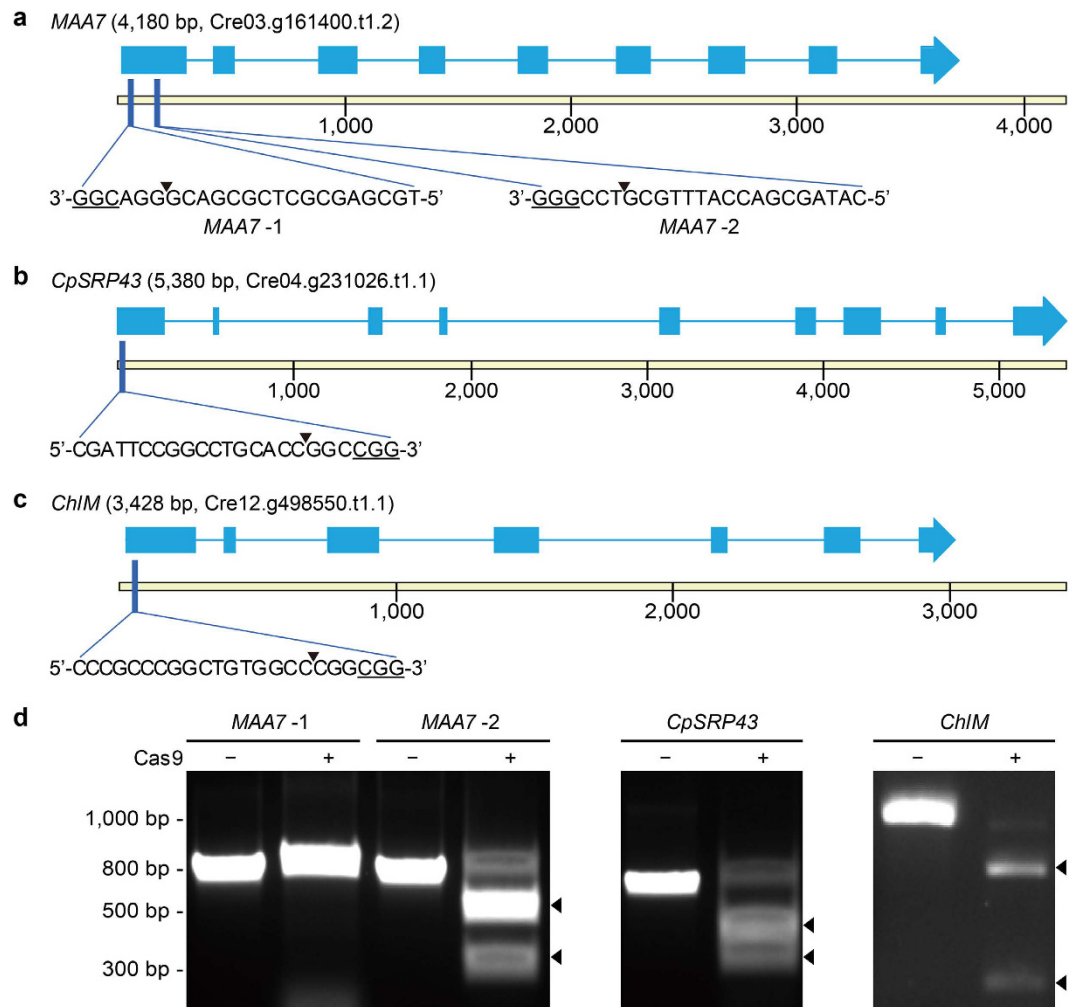 a MAA7 (4,180 bp, Cre03.g161400.t1.2)
1,000 2,000 3,000 4,000
3’-GGCAGGGCAGCGCTCGCGAGCGT-5’ 3’-GGGCCTGCGTTTACCAGCGATAC-5’
MAA7 -1 MAA7 -2
b CpSRP43 (5,380 bp, Cre04.g231026.t1.1)
1,000 2,000 3,000 4,000 5,000
5’-CGATTCCGGCCTGCACCGGCCGG-3’
c ChlM (3,428 bp, Cre12.g498550.t1.1)
1,000 2,000 3,000
5’-CCCGCCCGGCTGTGGCCCGGCGG-3’
d MAA7 -1 MAA7 -2 CpSRP43 ChlM
Cas9 – + – + – + – +
1,000 bp -
800 bp -
500 bp -
300 bp -